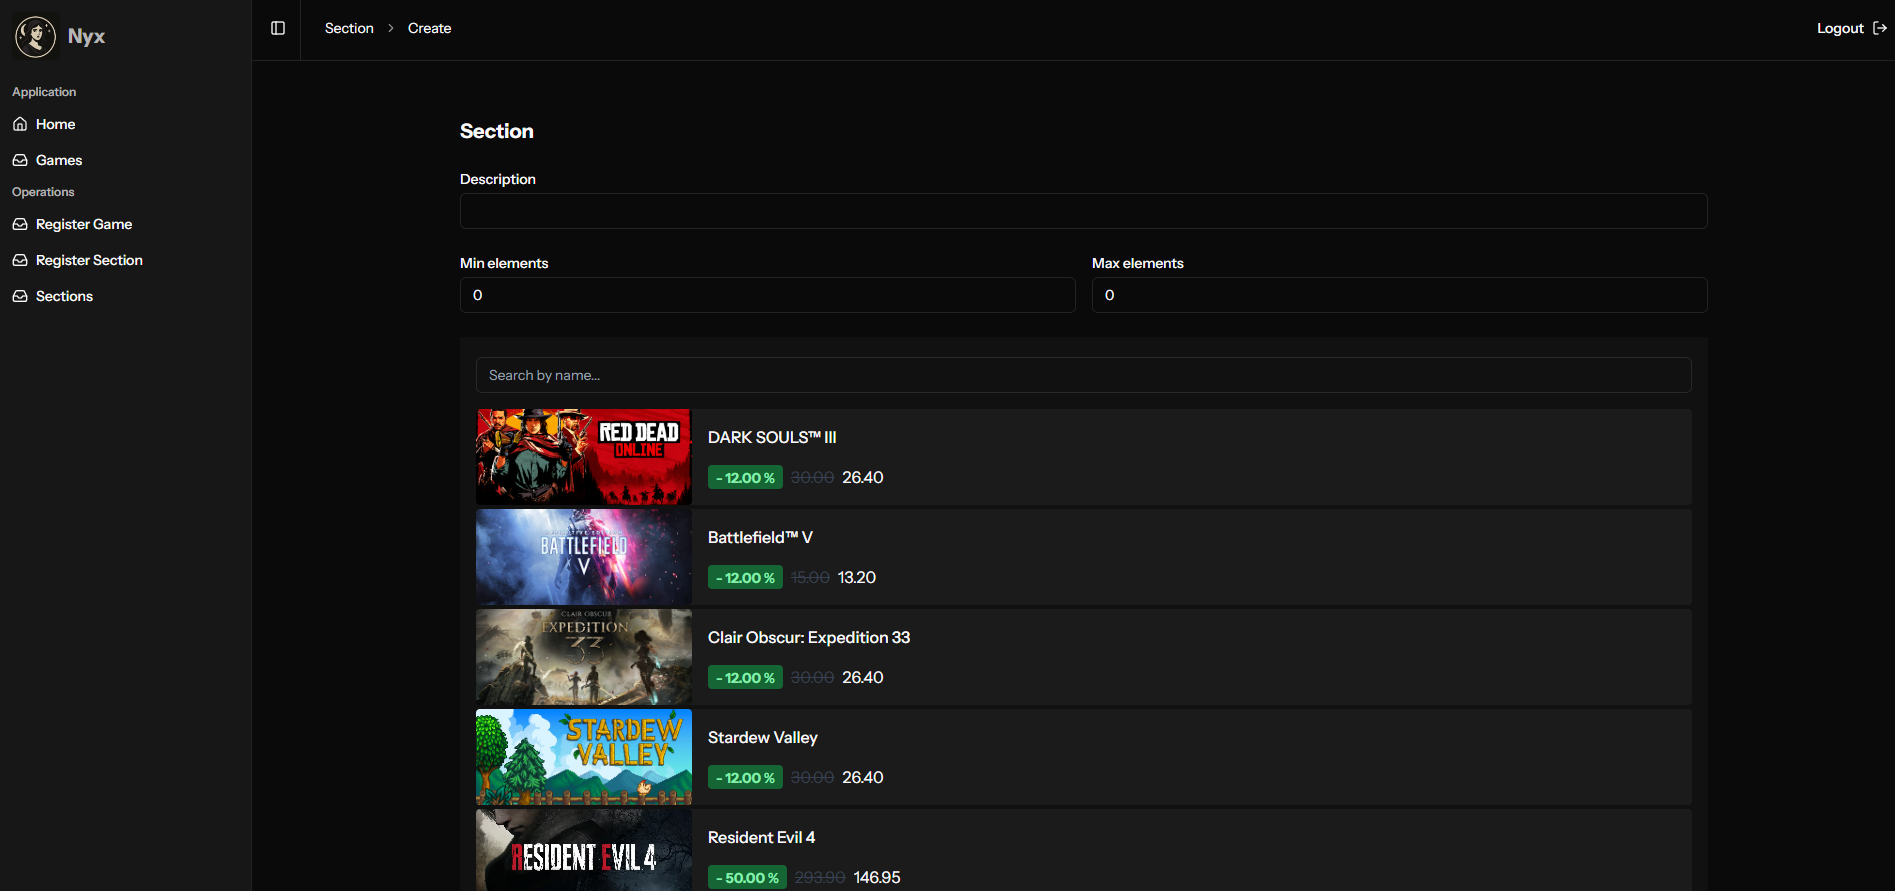 Nyx
Application
Home
Games
Operations
Register Game
Register Section
Sections
Section > Create
Logout
Section
Description
Min elements
Max elements
0
0
Search by name...
RED DEAD
ONLINE
DARK SOULS™ III
- 12.00 % 30.00 26.40
BATTLEFIELD
V
Battlefield™ V
- 12.00 % 15.00 13.20
CLAIR OBSCUR
EXPEDITION
33
Clair Obscur: Expedition 33
- 12.00 % 30.00 26.40
STARDEW
VALLEY
Stardew Valley
- 12.00 % 30.00 26.40
RESIDENT EVIL 4
Resident Evil 4
- 50.00 % 293.90 146.95